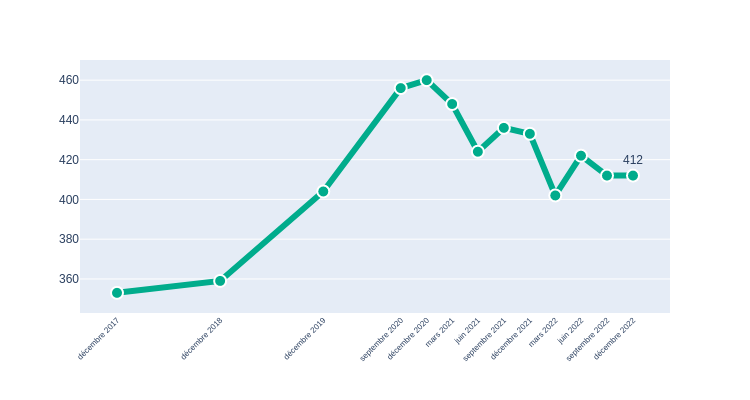 460
440
420
400
380
360
412
décembre 2017
décembre 2018
décembre 2019
septembre 2020
décembre 2020
mars 2021
juin 2021
septembre 2021
décembre 2021
mars 2022
juin 2022
septembre 2022
décembre 2022